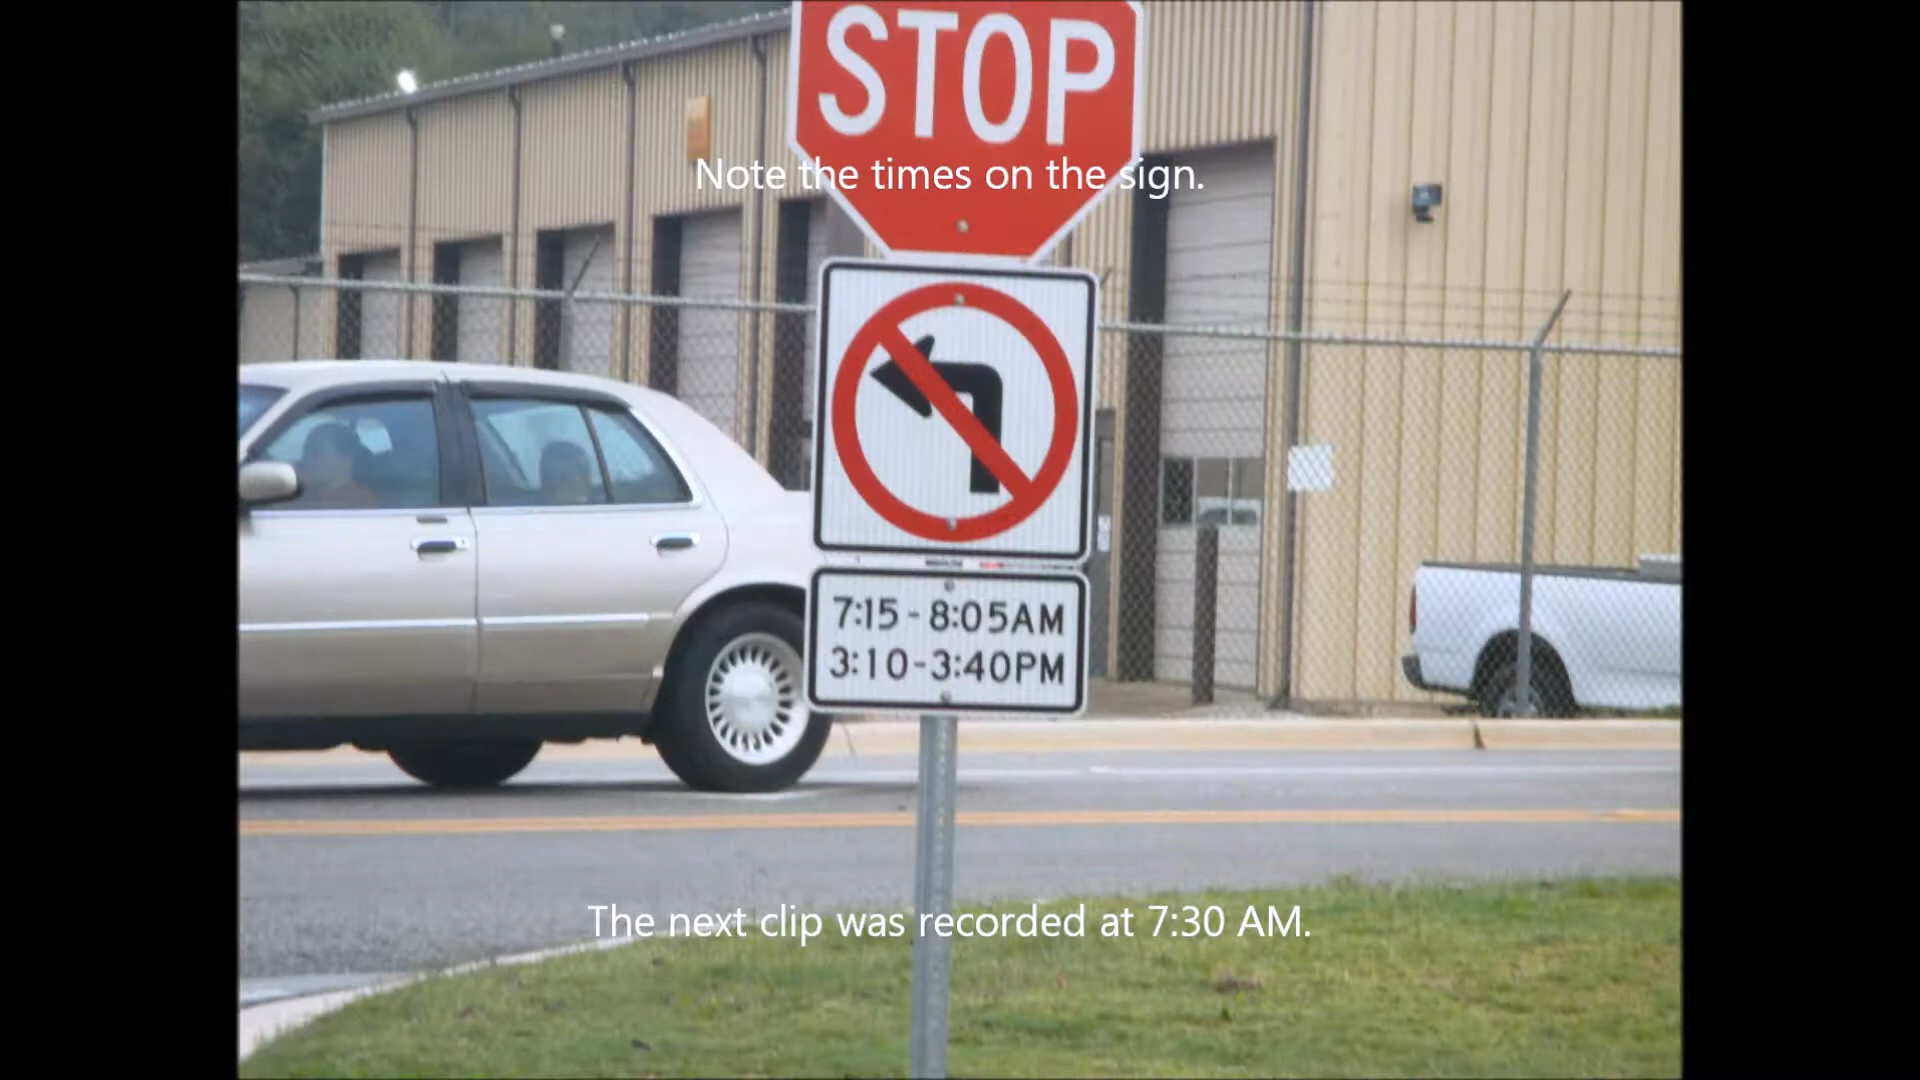 STOP
Note the times on the sign.
7:15-8:05AM
3:10-3:40PM
The next clip was recorded at 7:30 AM.